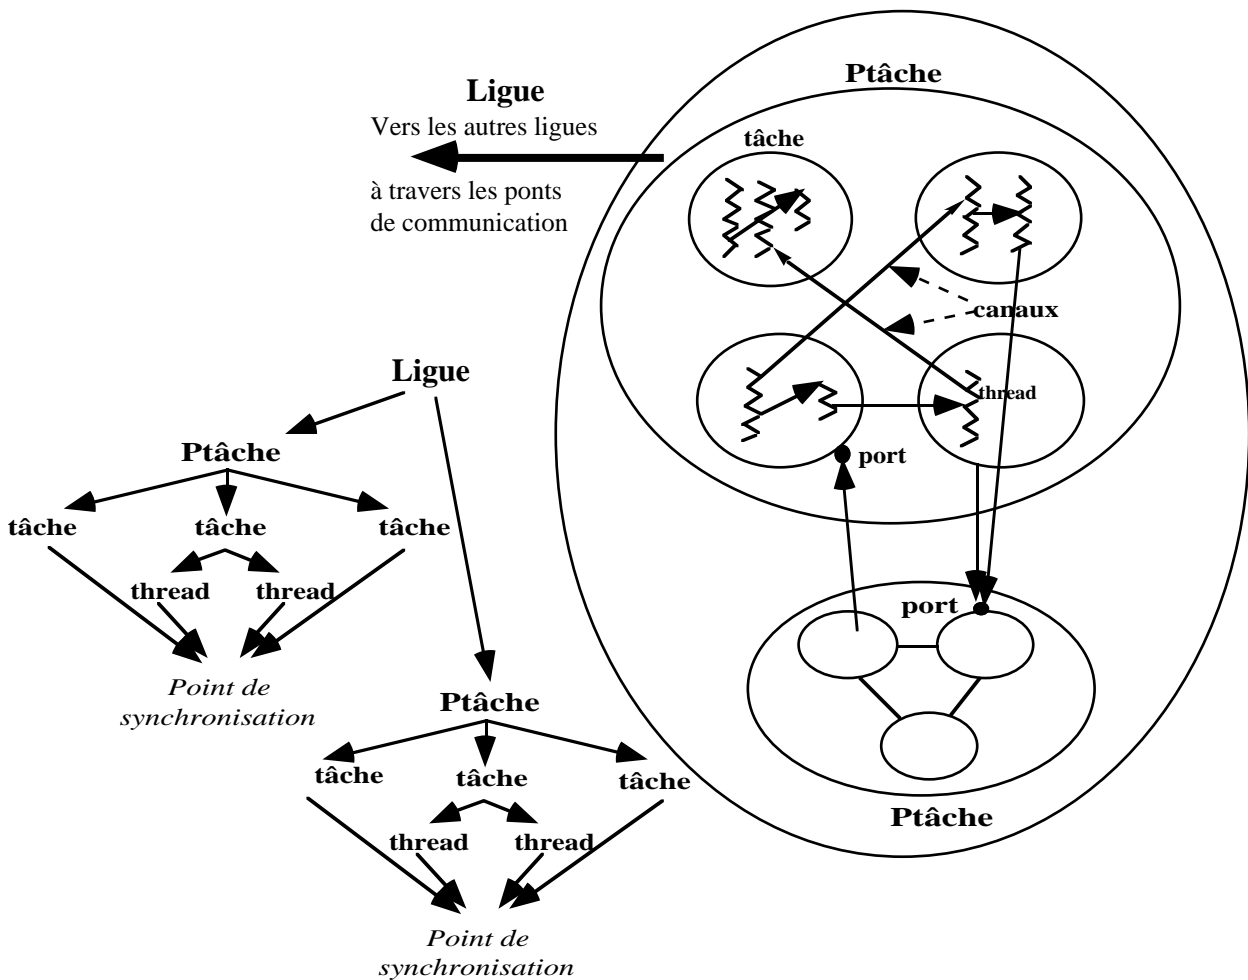 Ptâche
Ligue
Vers les autres ligues
tâche
à travers les ponts
de communication
canaux
thread
port
Ligue
Ptâche
tâche
tâche
tâche
thread
thread
Point de
synchronisation
port
Ptâche
Ptâche
tâche
tâche
tâche
thread
thread
Point de
synchronisation